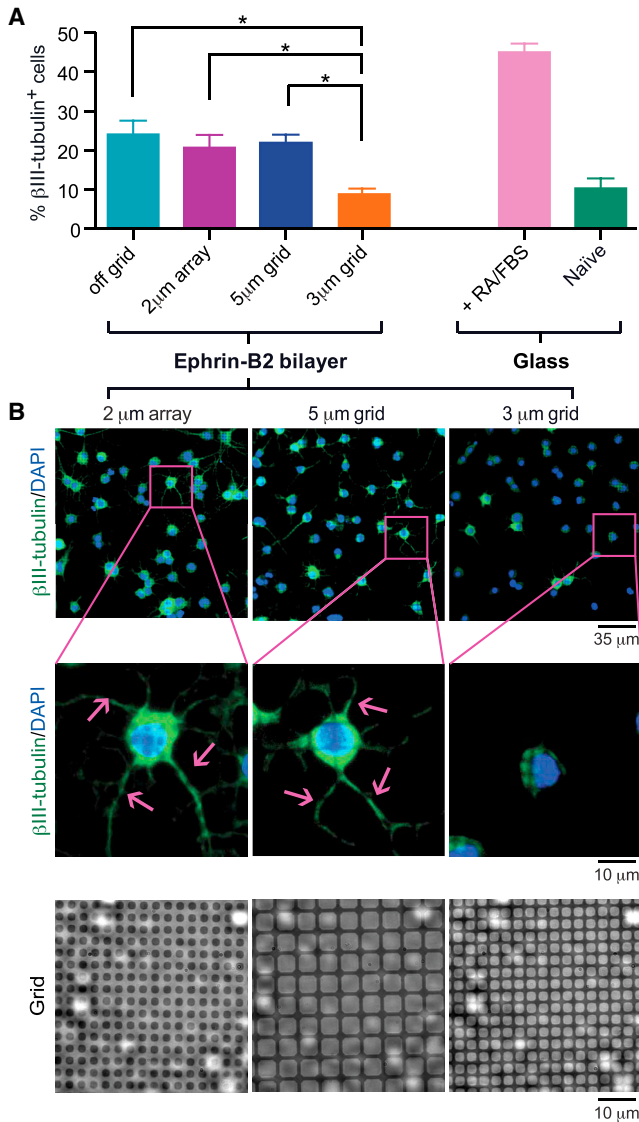 A
* 
*
*
% βIII-tubulin⁺ cells
50
40
30
20
10
0
off grid
2μm array
5μm grid
3μm grid
+ RA/FBS
Naïve
Ephrin-B2 bilayer
Glass
B
2 μm array
5 μm grid
3 μm grid
βIII-tubulin/DAPI
35 μm
βIII-tubulin/DAPI
10 μm
Grid
10 μm